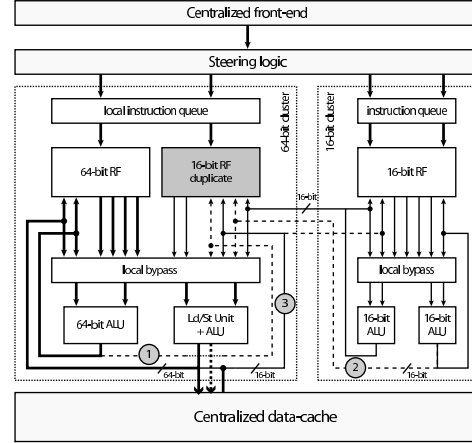 Centralized front-end
Steering logic
local instruction queue
64-bit cluster
16-bit cluster
instruction queue
64-bit RF
16-bit RF
duplicate
16-bit RF
16-bit
local bypass
local bypass
3
64-bit ALU
Ld/St Unit
+ ALU
16-bit
ALU
16-bit
ALU
1
2
64-bit
16-bit
16-bit
Centralized data-cache